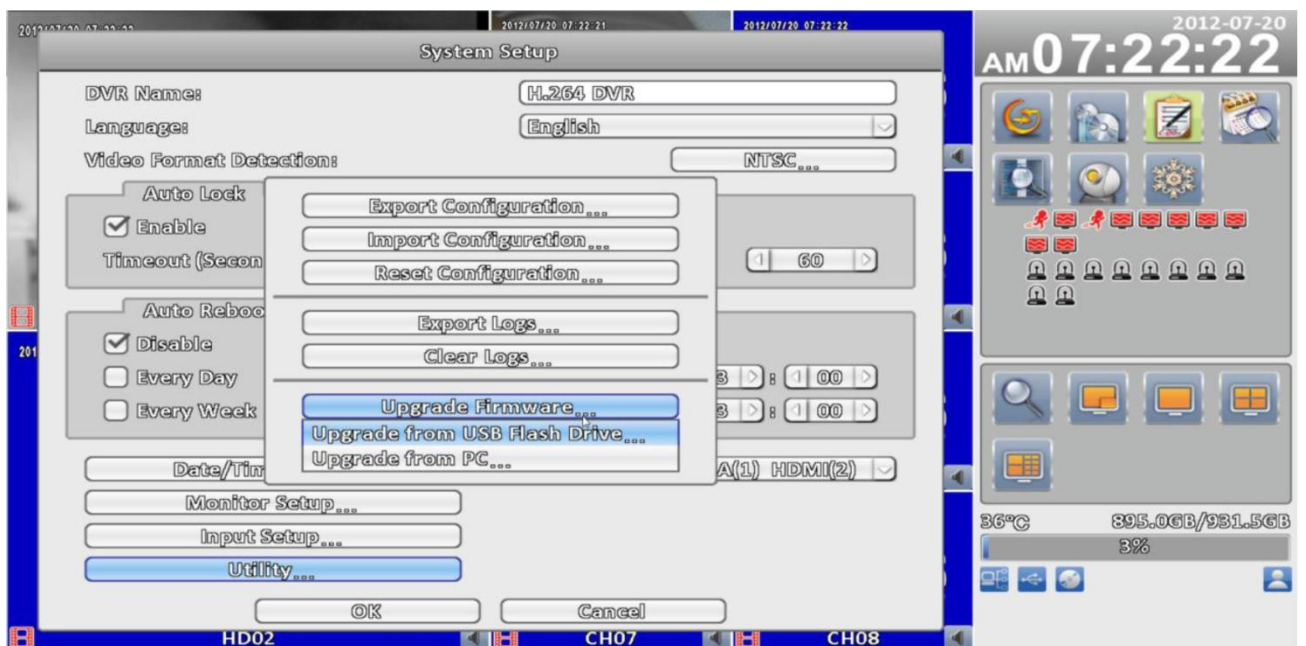 2012/07/20 07:22:21
2012/07/20 07:22:22
System Setup
DVR Name:
H.264 DVR
Language:
English
Video Format Detection:
NTSC...
Auto Lock
Enable
Timeout (Secon
60
Auto Reboo
Disable
Every Day
3 : 00
Every Week
3 : 00
Date/Tim
A(1) HDMI(2)
Monitor Setup...
Input Setup...
Utility...
OK
Cancel
Export Configuration...
Import Configuration...
Reset Configuration...
Export Logs...
Clear Logs...
Upgrade Firmware...
Upgrade from USB Flash Drive...
Upgrade from PC...
201
HD02
CH07
CH08
2012-07-20
AM07:22:22
36°C
895.0GB/931.5GB
3%